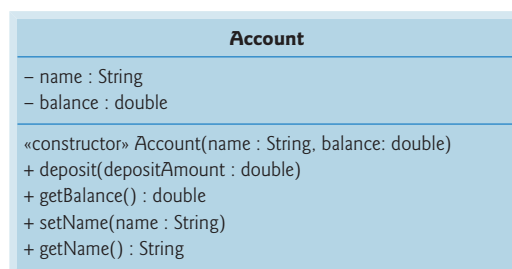 Account
– name : String
– balance : double
«constructor» Account(name : String, balance: double)
+ deposit(depositAmount : double)
+ getBalance() : double
+ setName(name : String)
+ getName() : String